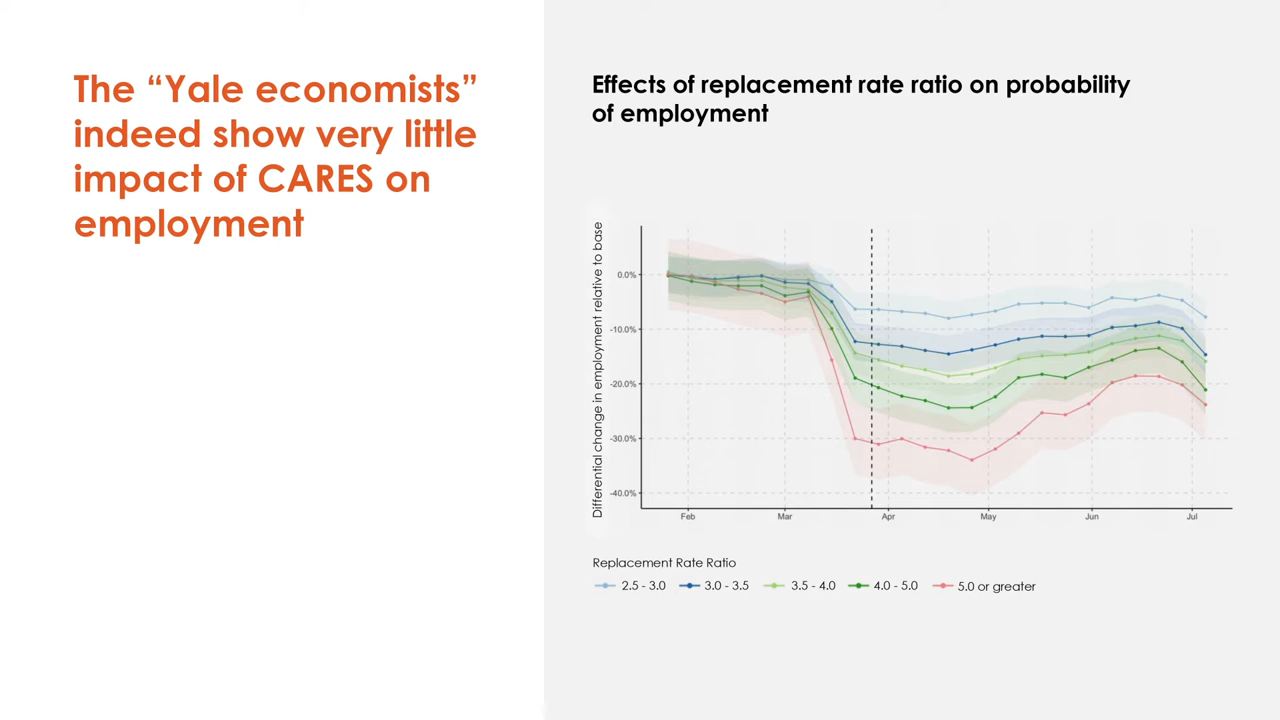 The “Yale economists”
indeed show very little
impact of CARES on
employment
Effects of replacement rate ratio on probability
of employment
Differential change in employment relative to base
0.0%
-10.0%
-20.0%
-30.0%
-40.0%
Feb Mar Apr May Jun Jul
Replacement Rate Ratio
2.5 - 3.0 3.0 - 3.5 3.5 - 4.0 4.0 - 5.0 5.0 or greater